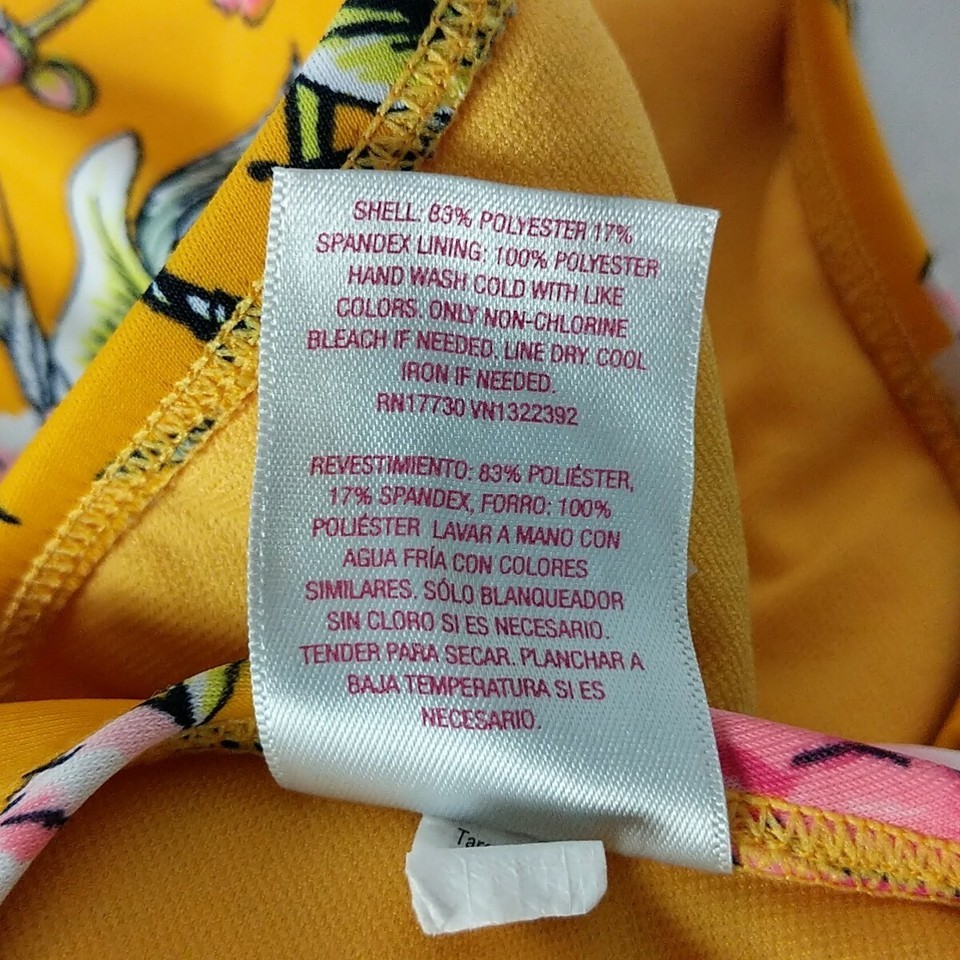 SHELL: 83% POLYESTER 17%
SPANDEX LINING: 100% POLYESTER
HAND WASH COLD WITH LIKE
COLORS. ONLY NON-CHLORINE
BLEACH IF NEEDED. LINE DRY. COOL
IRON IF NEEDED.
RN17730 VN1322392
REVESTIMIENTO: 83% POLIÉSTER,
17% SPANDEX, FORRO: 100%
POLIÉSTER LAVAR A MANO CON
AGUA FRÍA CON COLORES
SIMILARES. SÓLO BLANQUEADOR
SIN CLORO SI ES NECESARIO.
TENDER PARA SECAR. PLANCHAR A
BAJA TEMPERATURA SI ES
NECESARIO.